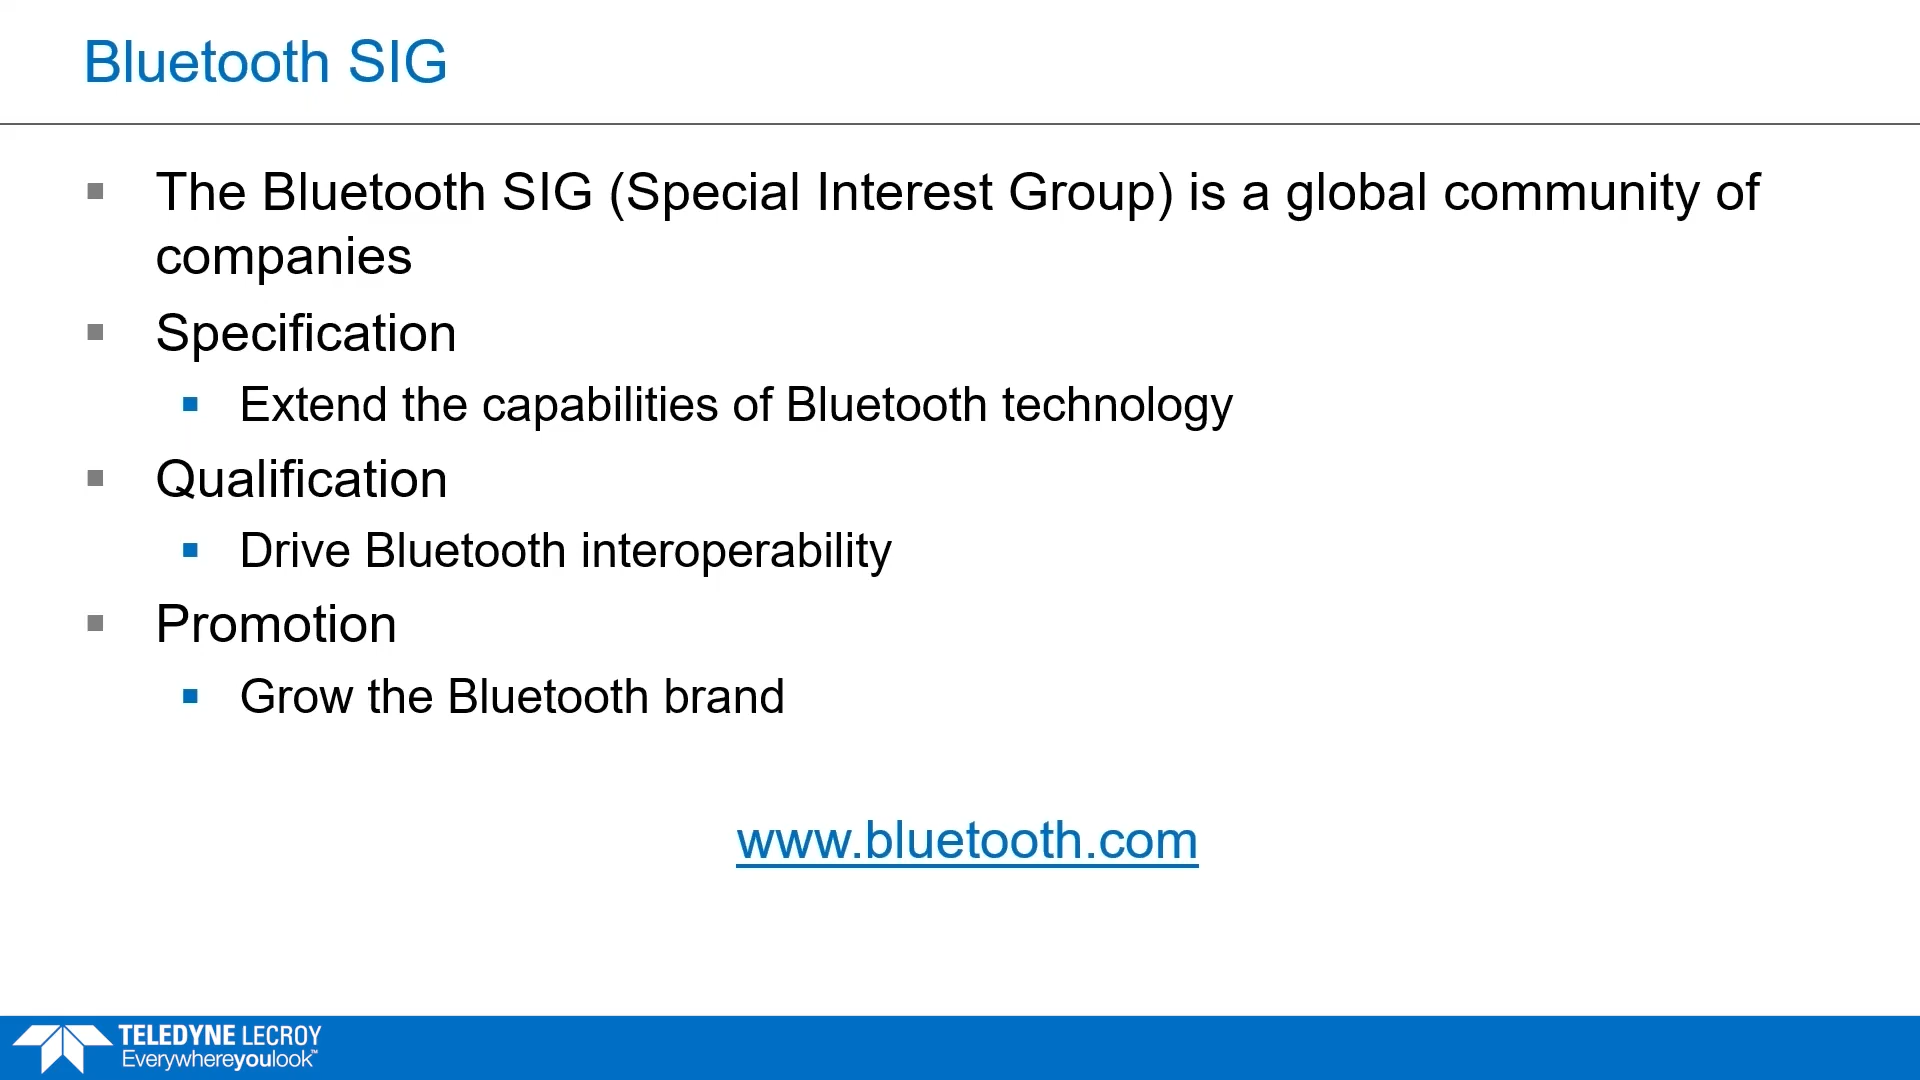 Bluetooth SIG
The Bluetooth SIG (Special Interest Group) is a global community of
companies
Specification
Extend the capabilities of Bluetooth technology
Qualification
Drive Bluetooth interoperability
Promotion
Grow the Bluetooth brand
www.bluetooth.com
TELEDYNE LECROY
Everywhereyoulook™